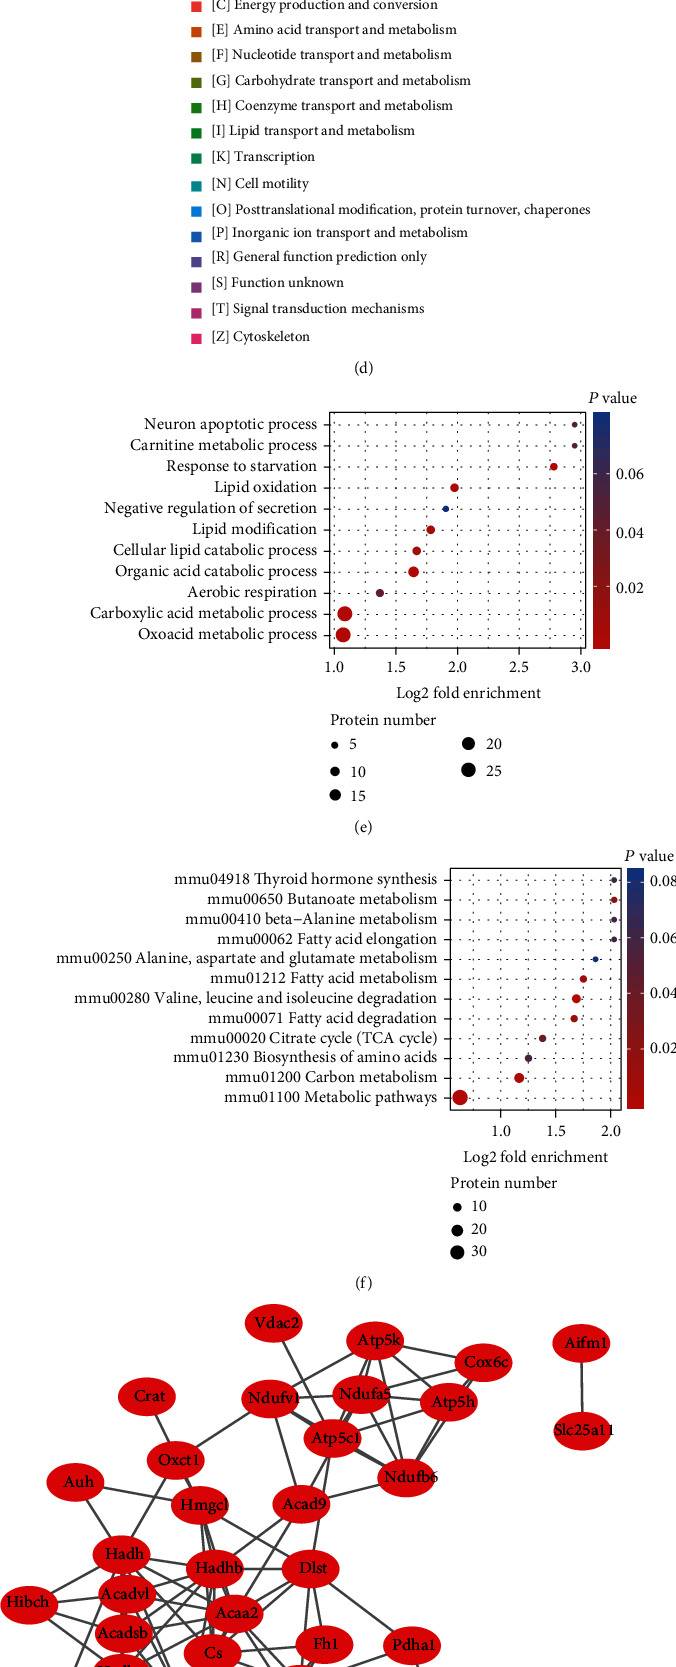 [C] Energy production and conversion
[E] Amino acid transport and metabolism
[F] Nucleotide transport and metabolism
[G] Carbohydrate transport and metabolism
[H] Coenzyme transport and metabolism
[I] Lipid transport and metabolism
[K] Transcription
[N] Cell motility
[O] Posttranslational modification, protein turnover, chaperones
[P] Inorganic ion transport and metabolism
[R] General function prediction only
[S] Function unknown
[T] Signal transduction mechanisms
[Z] Cytoskeleton
(d)
P value
Neuron apoptotic process
Carnitine metabolic process
Response to starvation
Lipid oxidation
Negative regulation of secretion
Lipid modification
Cellular lipid catabolic process
Organic acid catabolic process
Aerobic respiration
Carboxylic acid metabolic process
Oxoacid metabolic process
0.06
0.04
0.02
1.0 1.5 2.0 2.5 3.0
Log2 fold enrichment
Protein number
5 20
10 25
15
(e)
P value
mmu04918 Thyroid hormone synthesis
mmu00650 Butanoate metabolism
mmu00410 beta−Alanine metabolism
mmu00062 Fatty acid elongation
mmu00250 Alanine, aspartate and glutamate metabolism
mmu01212 Fatty acid metabolism
mmu00280 Valine, leucine and isoleucine degradation
mmu00071 Fatty acid degradation
mmu00020 Citrate cycle (TCA cycle)
mmu01230 Biosynthesis of amino acids
mmu01200 Carbon metabolism
mmu01100 Metabolic pathways
0.08
0.06
0.04
0.02
1.0 1.5 2.0
Log2 fold enrichment
Protein number
10
20
30
(f)
Vdac2
Atp5k
Aifm1
Cox6c
Crat
Ndufv1
Ndufa5
Atp5h
Slc25a11
Atp5c1
Oxct1
Ndufb6
Auh
Hmgcl
Acad9
Hadh
Hadhb
Dlst
Hibch
Acadvl
Acaa2
Acadsb
Cs
Fh1
Pdha1